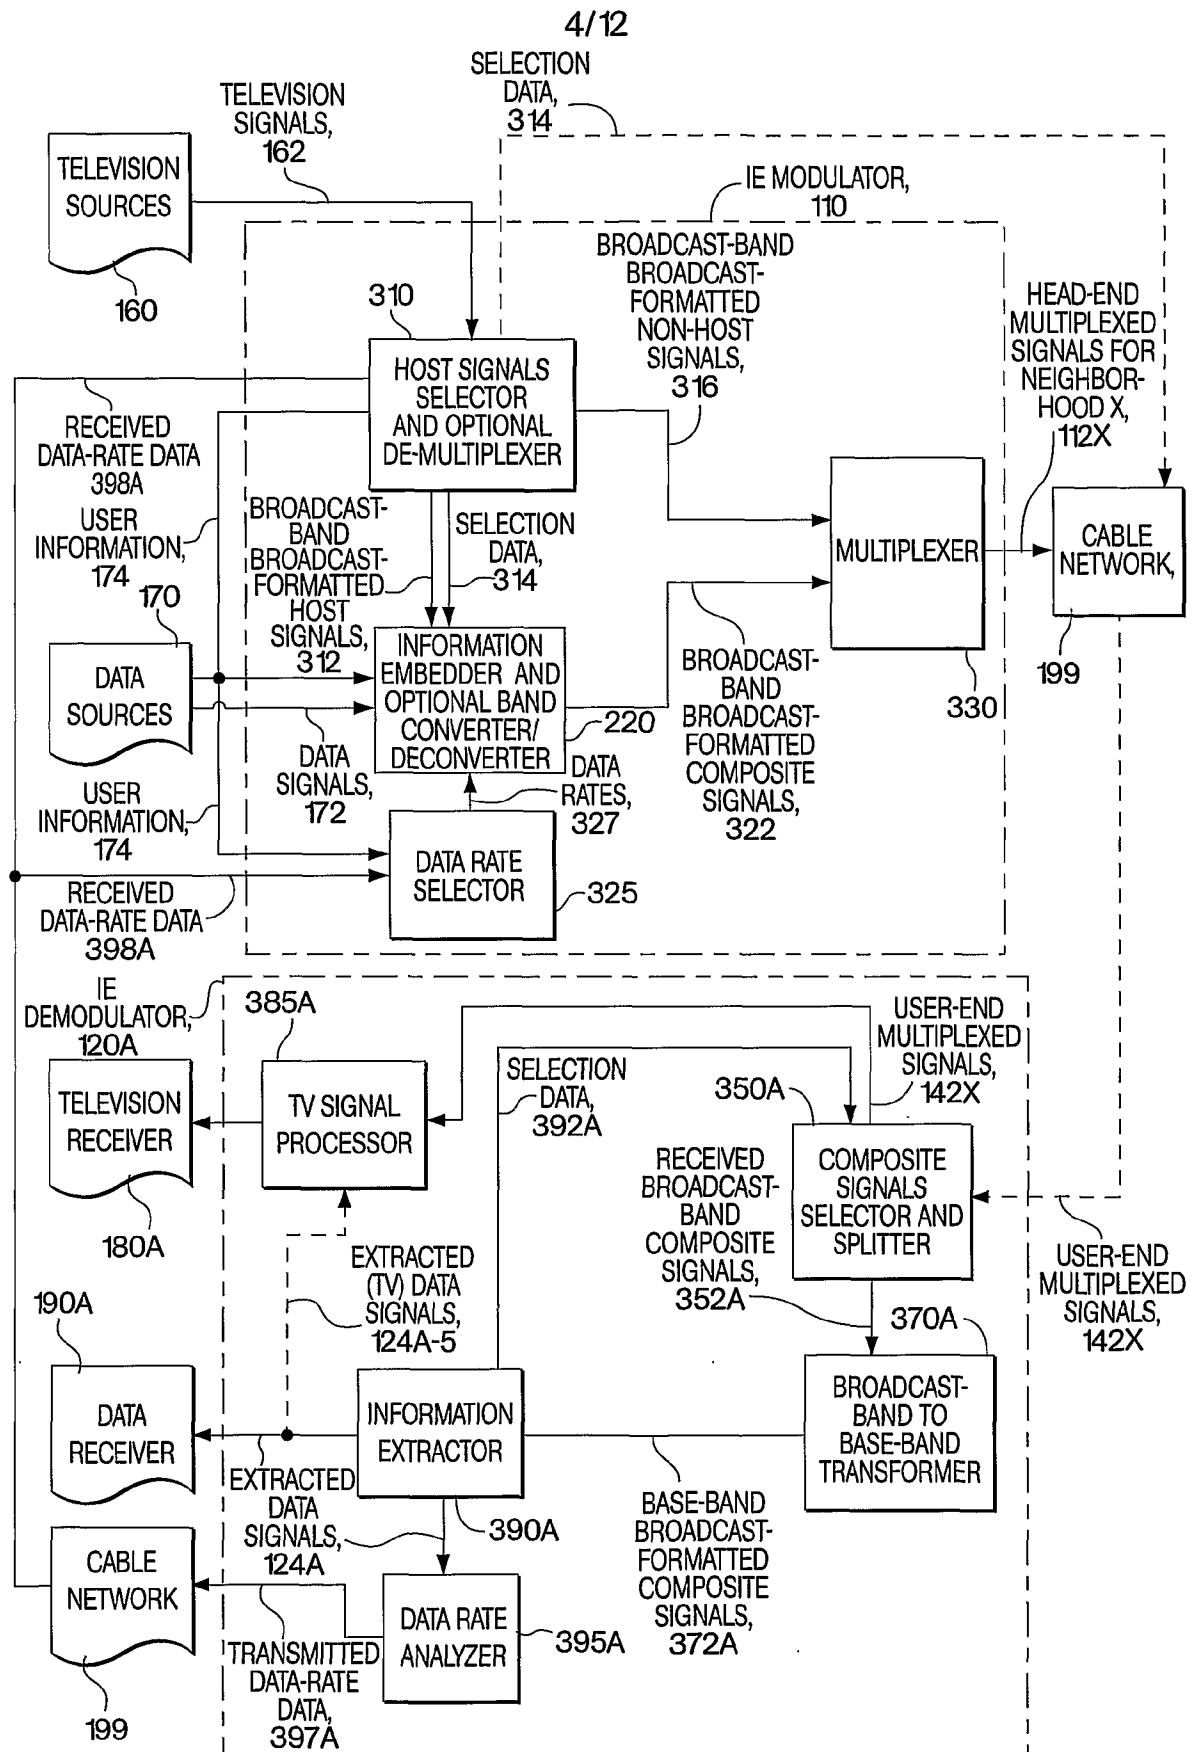 4/12
SELECTION
DATA,
314
TELEVISION
SIGNALS,
162
TELEVISION
SOURCES
160
IE MODULATOR,
110
BROADCAST-BAND
BROADCAST-
FORMATTED
NON-HOST
SIGNALS,
316
310
HOST SIGNALS
SELECTOR
AND OPTIONAL
DE-MULTIPLEXER
HEAD-END
MULTIPLEXED
SIGNALS FOR
NEIGHBOR-
HOOD X,
112X
RECEIVED
DATA-RATE DATA
398A
USER
INFORMATION,
174
BROADCAST-
BAND
BROADCAST-
FORMATTED
HOST
SIGNALS,
312
SELECTION
DATA,
314
MULTIPLEXER
330
CABLE
NETWORK,
199
170
DATA
SOURCES
INFORMATION
EMBEDDER AND
OPTIONAL BAND
CONVERTER/
DECONVERTER
220
BROADCAST-
BAND
BROADCAST-
FORMATTED
COMPOSITE
SIGNALS,
322
DATA
SIGNALS,
172
DATA
RATES,
327
USER
INFORMATION,
174
DATA RATE
SELECTOR
325
RECEIVED
DATA-RATE DATA
398A
IE
DEMODULATOR,
120A
385A
TV SIGNAL
PROCESSOR
TELEVISION
RECEIVER
180A
SELECTION
DATA,
392A
USER-END
MULTIPLEXED
SIGNALS,
142X
350A
COMPOSITE
SIGNALS
SELECTOR AND
SPLITTER
RECEIVED
BROADCAST-
BAND
COMPOSITE
SIGNALS,
352A
USER-END
MULTIPLEXED
SIGNALS,
142X
EXTRACTED
(TV) DATA
SIGNALS,
124A-5
190A
DATA
RECEIVER
INFORMATION
EXTRACTOR
390A
370A
BROADCAST-
BAND TO
BASE-BAND
TRANSFORMER
EXTRACTED
DATA
SIGNALS,
124A
BASE-BAND
BROADCAST-
FORMATTED
COMPOSITE
SIGNALS,
372A
CABLE
NETWORK
199
DATA RATE
ANALYZER
395A
TRANSMITTED
DATA-RATE
DATA,
397A